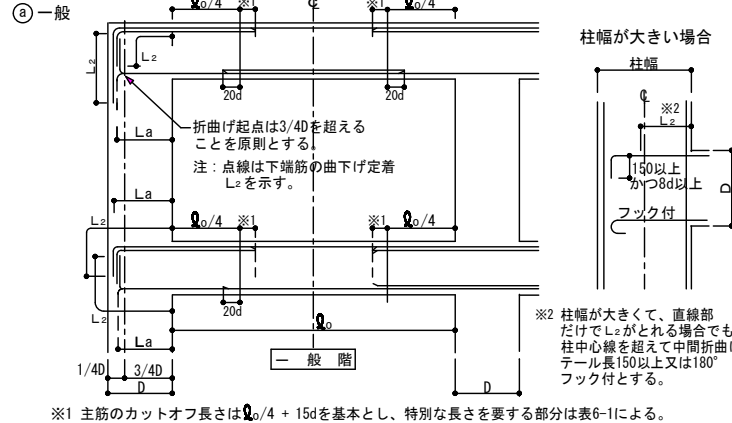 ⓐ 一般
ℓ₀/4 ※1 ℄ ※1 ℓ₀/4
L₂
L₂
20d 20d
折曲げ起点は3/4Dを超える
ことを原則とする。
注：点線は下端筋の曲下げ定着
L₂を示す。
La
La
ℓ₀/4 ※1 ※1 ℓ₀/4
L₂
L₂
20d
ℓ₀
La
一 般 階
1/4D 3/4D
D D
柱幅が大きい場合
柱幅
℄ ※2
L₂
150以上
かつ8d以上
D
フック付
※2 柱幅が大きくて、直線部
だけでL₂がとれる場合でも
柱中心線を超えて中間折曲げ
テール長150以上又は180°
フック付とする。
※1 主筋のカットオフ長さはℓ₀/4 + 15dを基本とし、特別な長さを要する部分は表6-1による。